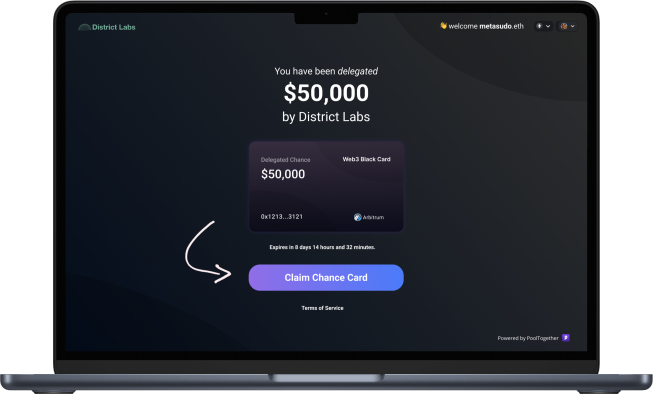 District Labs
👋 welcome metasudo.eth
You have been delegated
$50,000
by District Labs
Delegated Chance
Web3 Black Card
$50,000
0x1213...3121
Arbitrum
Expires in 8 days 14 hours and 32 minutes.
Claim Chance Card
Terms of Service
Powered by PoolTogether